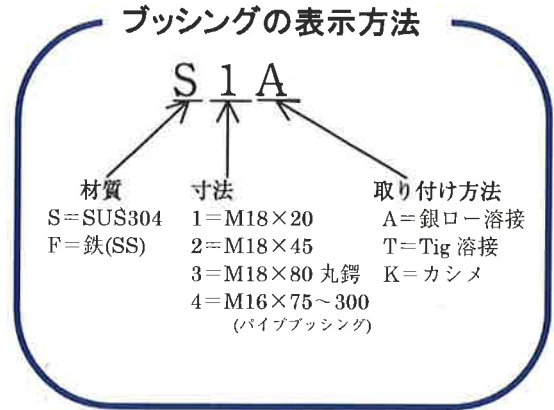 ブッシングの表示方法
S 1 A
材質 寸法 取り付け方法
S=SUS304 1=M18×20 A=銀ロー溶接
F=鉄(SS) 2=M18×45 T=Tig 溶接
3=M18×80 丸鍔 K=カシメ
4=M16×75~300
(パイプブッシング)